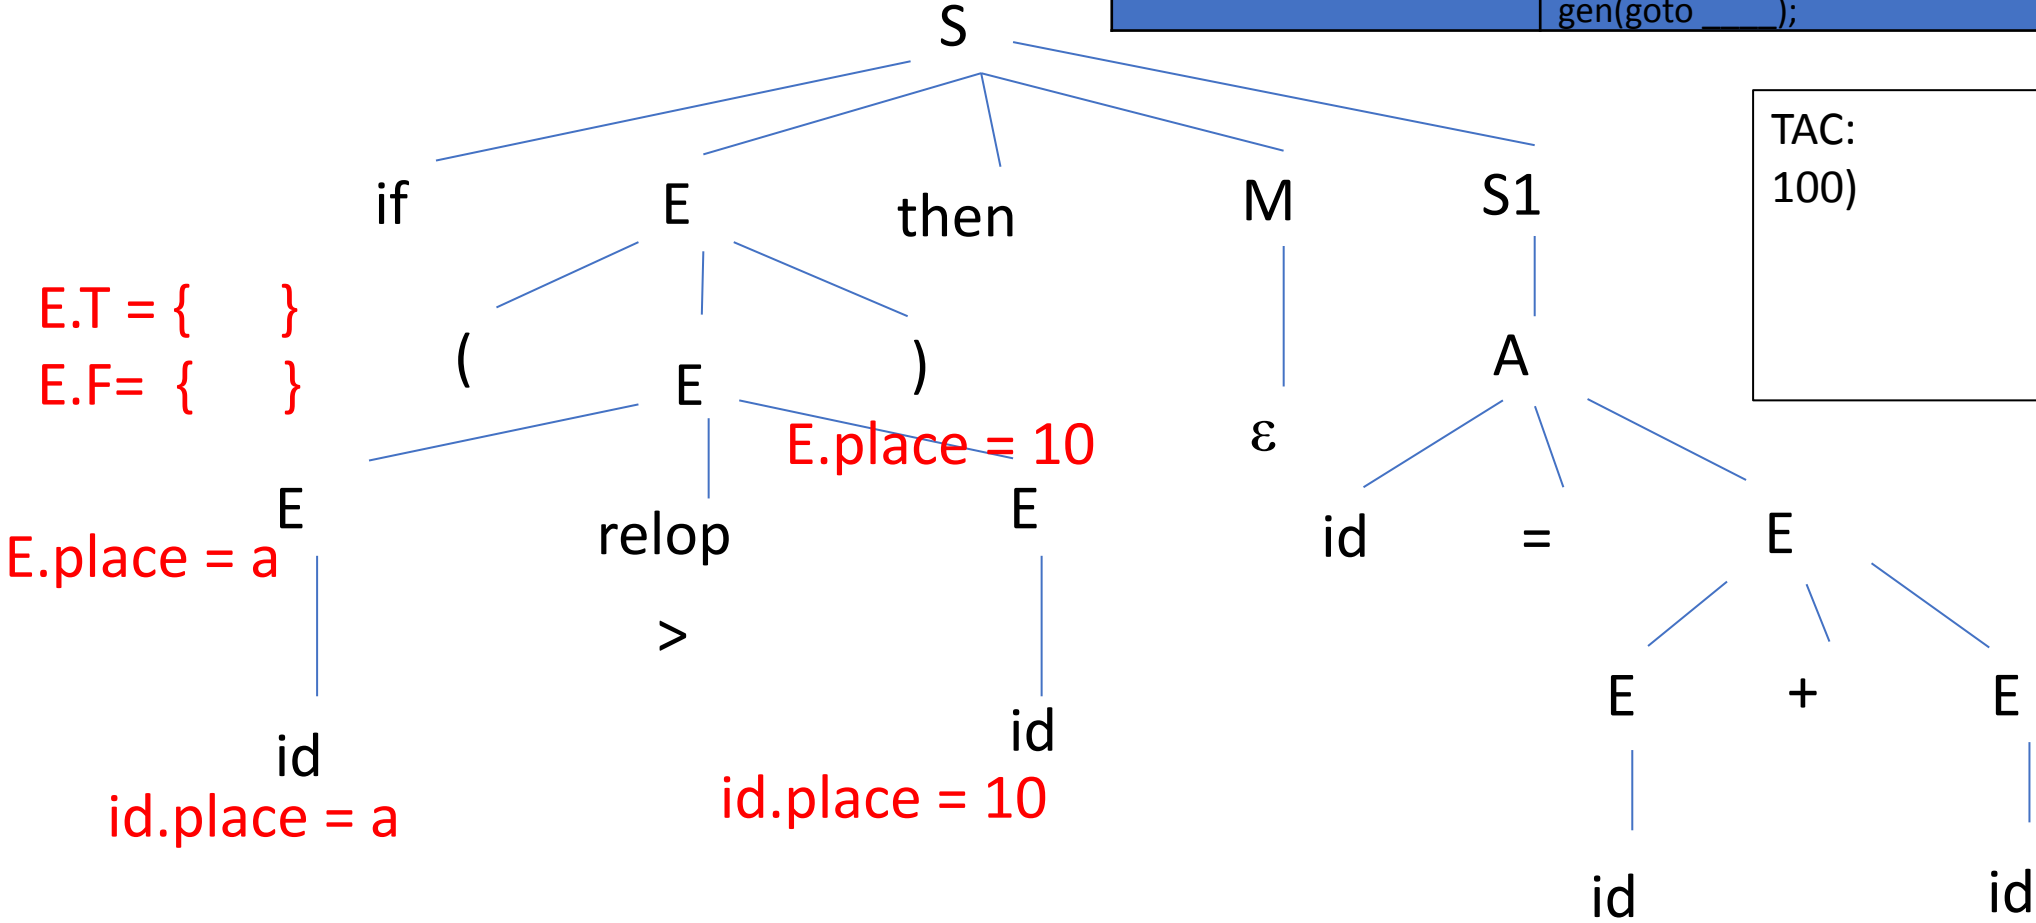 gen(goto ____);
S
TAC:
100)
if E then M S1
E.T = { }
E.F= { }
( E ) A
E.place = 10
ε
E relop E id = E
E.place = a
>
E + E
id id
id.place = a id.place = 10
id id